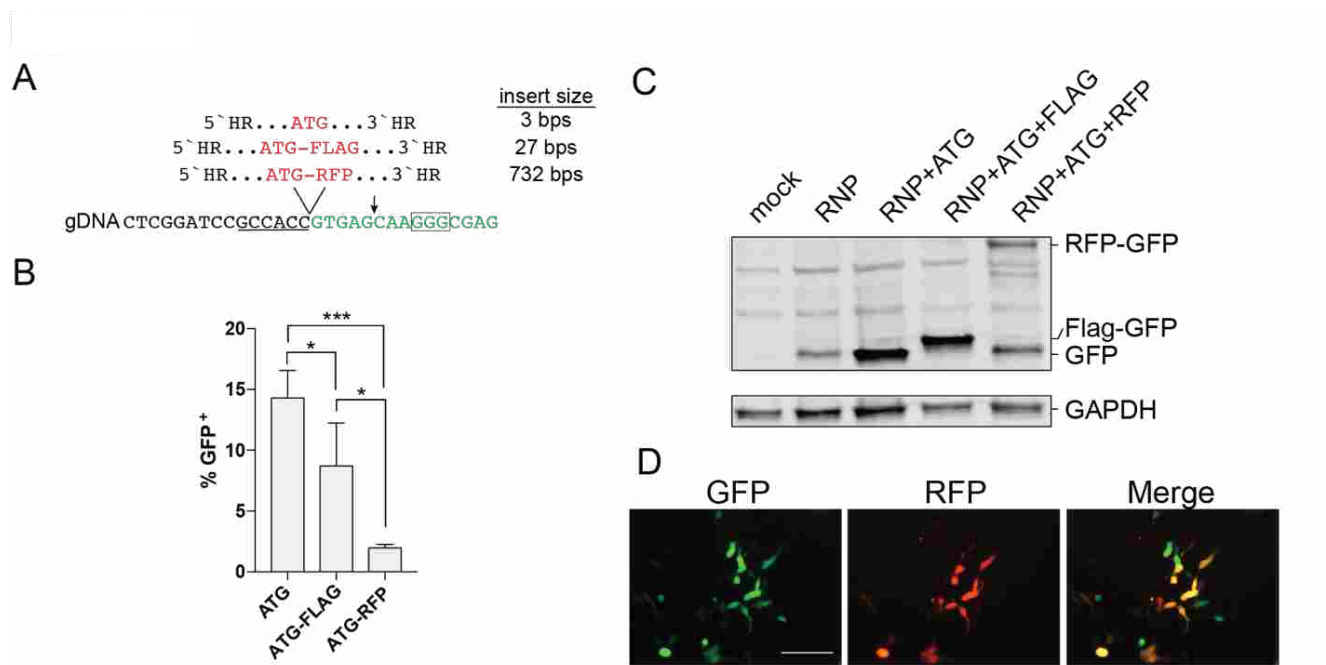 A
insert size
5`HR...ATG...3`HR 3 bps
5`HR...ATG-FLAG...3`HR 27 bps
5`HR...ATG-RFP...3`HR 732 bps
gDNA CTCGGATCCGCCACCGTGAGCAAGGGCGAG
B
% GFP+
20
15
10
5
0
***
*
*
ATG
ATG-FLAG
ATG-RFP
C
mock
RNP
RNP+ATG
RNP+ATG+FLAG
RNP+ATG+RFP
RFP-GFP
Flag-GFP
GFP
GAPDH
D
GFP RFP Merge